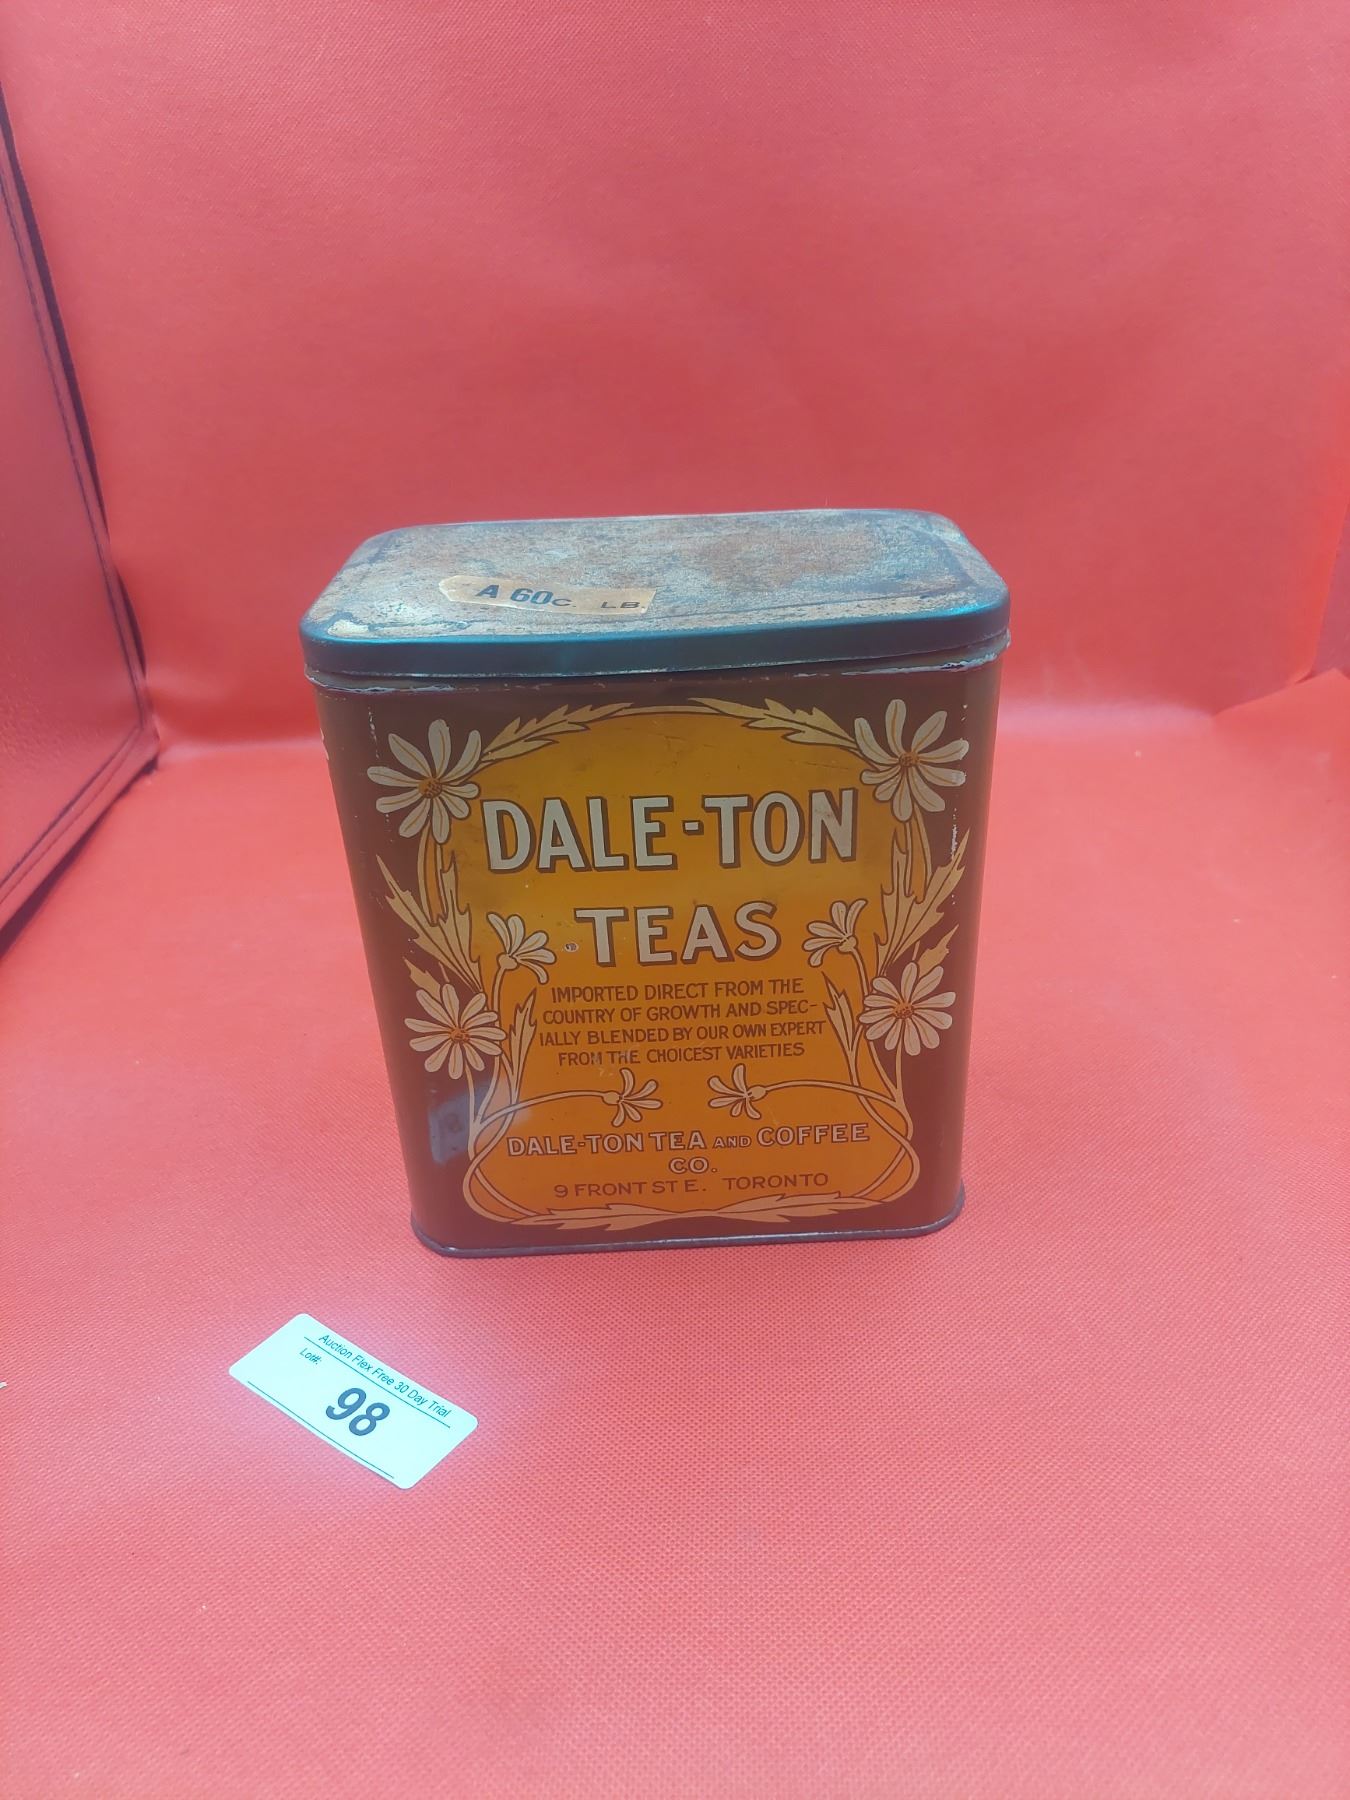 A 60c. LB.
DALE-TON
TEAS
IMPORTED DIRECT FROM THE
COUNTRY OF GROWTH AND SPEC-
IALLY BLENDED BY OUR OWN EXPERT
FROM THE CHOICEST VARIETIES
DALE-TON TEA AND COFFEE
CO.
9 FRONT ST E. TORONTO
Auction Flex Free 30 Day Trial
Lot#:
98